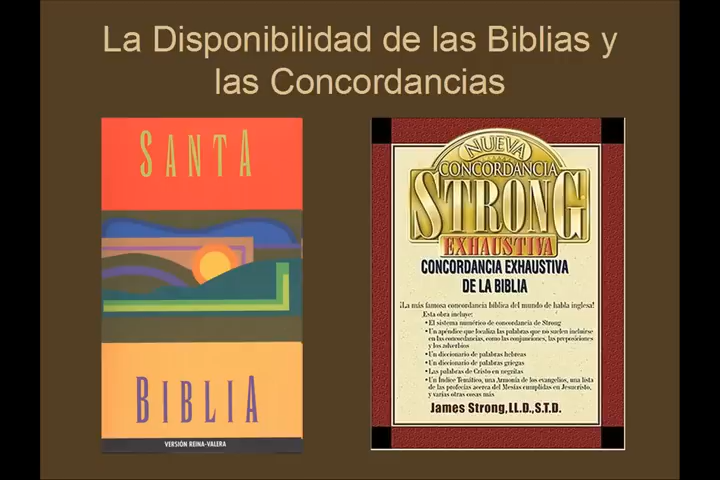 La Disponibilidad de las Biblias y
las Concordancias
SANTA
BIBLIA
VERSIÓN REINA-VALERA
NUEVA
CONCORDANCIA
STRONG
EXHAUSTIVA
CONCORDANCIA EXHAUSTIVA
DE LA BIBLIA
¡La más famosa concordancia bíblica del mundo de habla inglesa!
Esta obra incluye:
• El sistema numérico de concordancia de Strong
• Un apéndice que localiza las palabras que no suelen incluirse
en las concordancias, como las conjunciones, las preposiciones
y los adverbios
• Un diccionario de palabras hebreas
• Un diccionario de palabras griegas
• Las palabras de Cristo en negritas
• Un Índice Temático, una Armonía de los evangelios, una lista
de las profecías acerca del Mesías cumplidas en Jesucristo,
y varias otras cosas más
James Strong, LL.D., S.T.D.